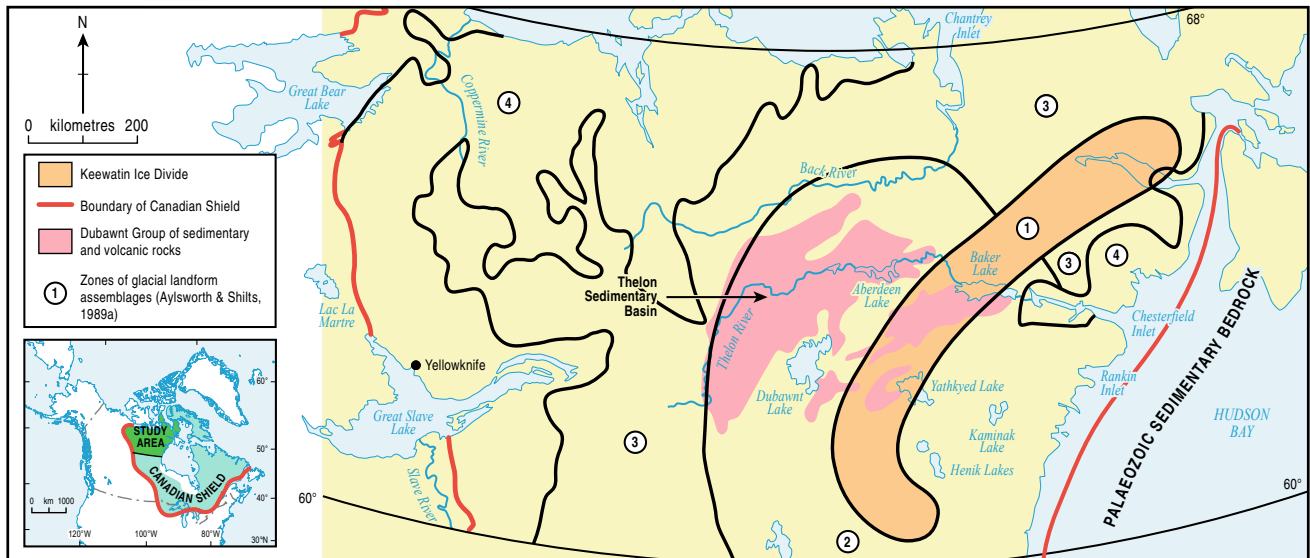 N
0 kilometres 200
Keewatin Ice Divide
Boundary of Canadian Shield
Dubawnt Group of sedimentary
and volcanic rocks
1
Zones of glacial landform
assemblages (Aylsworth & Shilts,
1989a)
STUDY
AREA
CANADIAN SHIELD
0 km 1000
60°
50°
40°
30°N
120°W
100°W
80°W
Great Bear
Lake
Coppermine River
4
Chantrey
Inlet
68°
3
Back River
1
3
4
Baker
Lake
Aberdeen
Lake
Thelon
Sedimentary
Basin
Thelon River
Chesterfield
Inlet
Lac La
Martre
Yellowknife
Great Slave
Lake
Slave River
60°
3
Dubawnt
Lake
Yathkyed Lake
Kaminak
Lake
Henik Lakes
2
Rankin
Inlet
PALAEOZOIC SEDIMENTARY BEDROCK
HUDSON
BAY
60°